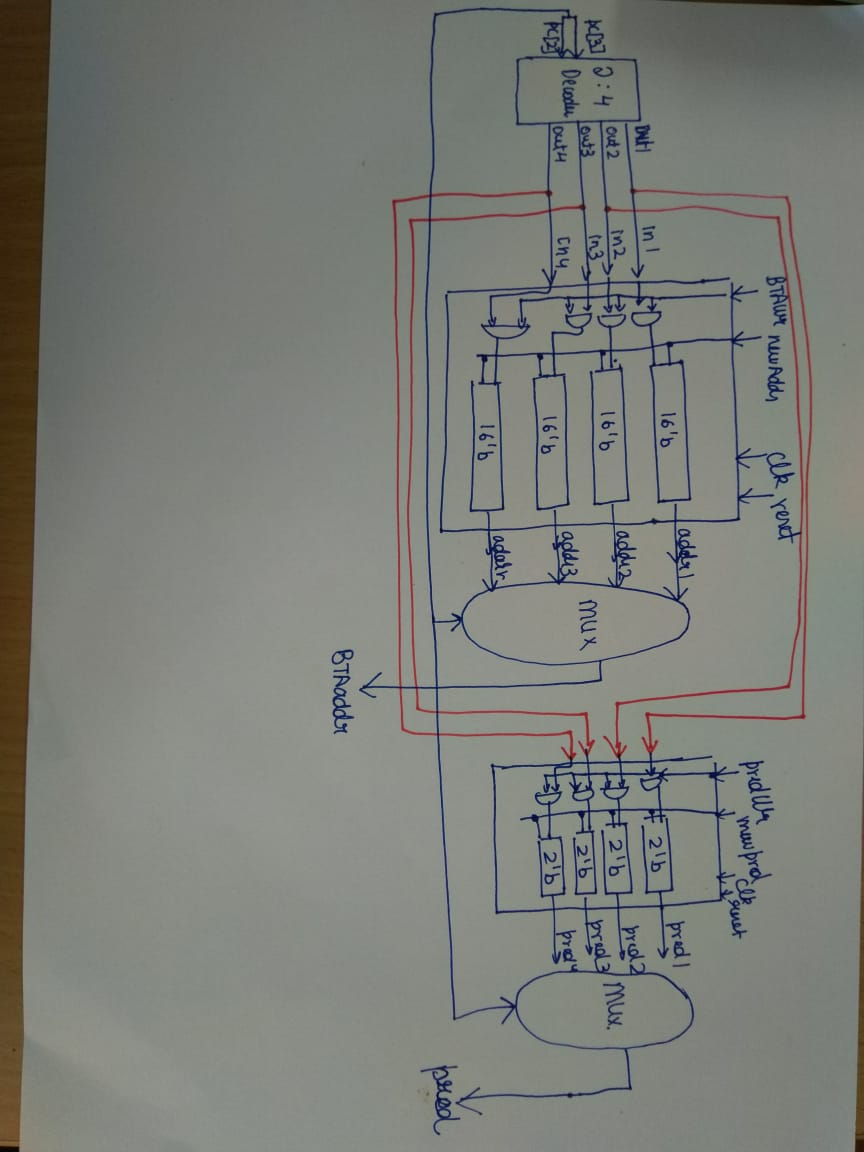 PC[3]
PC[2]
2:4
Decoder
out1
out2
out3
out4
in1
in2
in3
in4
BTAWr
newAddr
clk
reset
16'b
16'b
16'b
16'b
addr1
addr2
addr3
addr4
MUX
BTAaddr
predWr
newpred
clk
reset
2'b
2'b
2'b
2'b
pred1
pred2
pred3
pred4
MUX.
pred